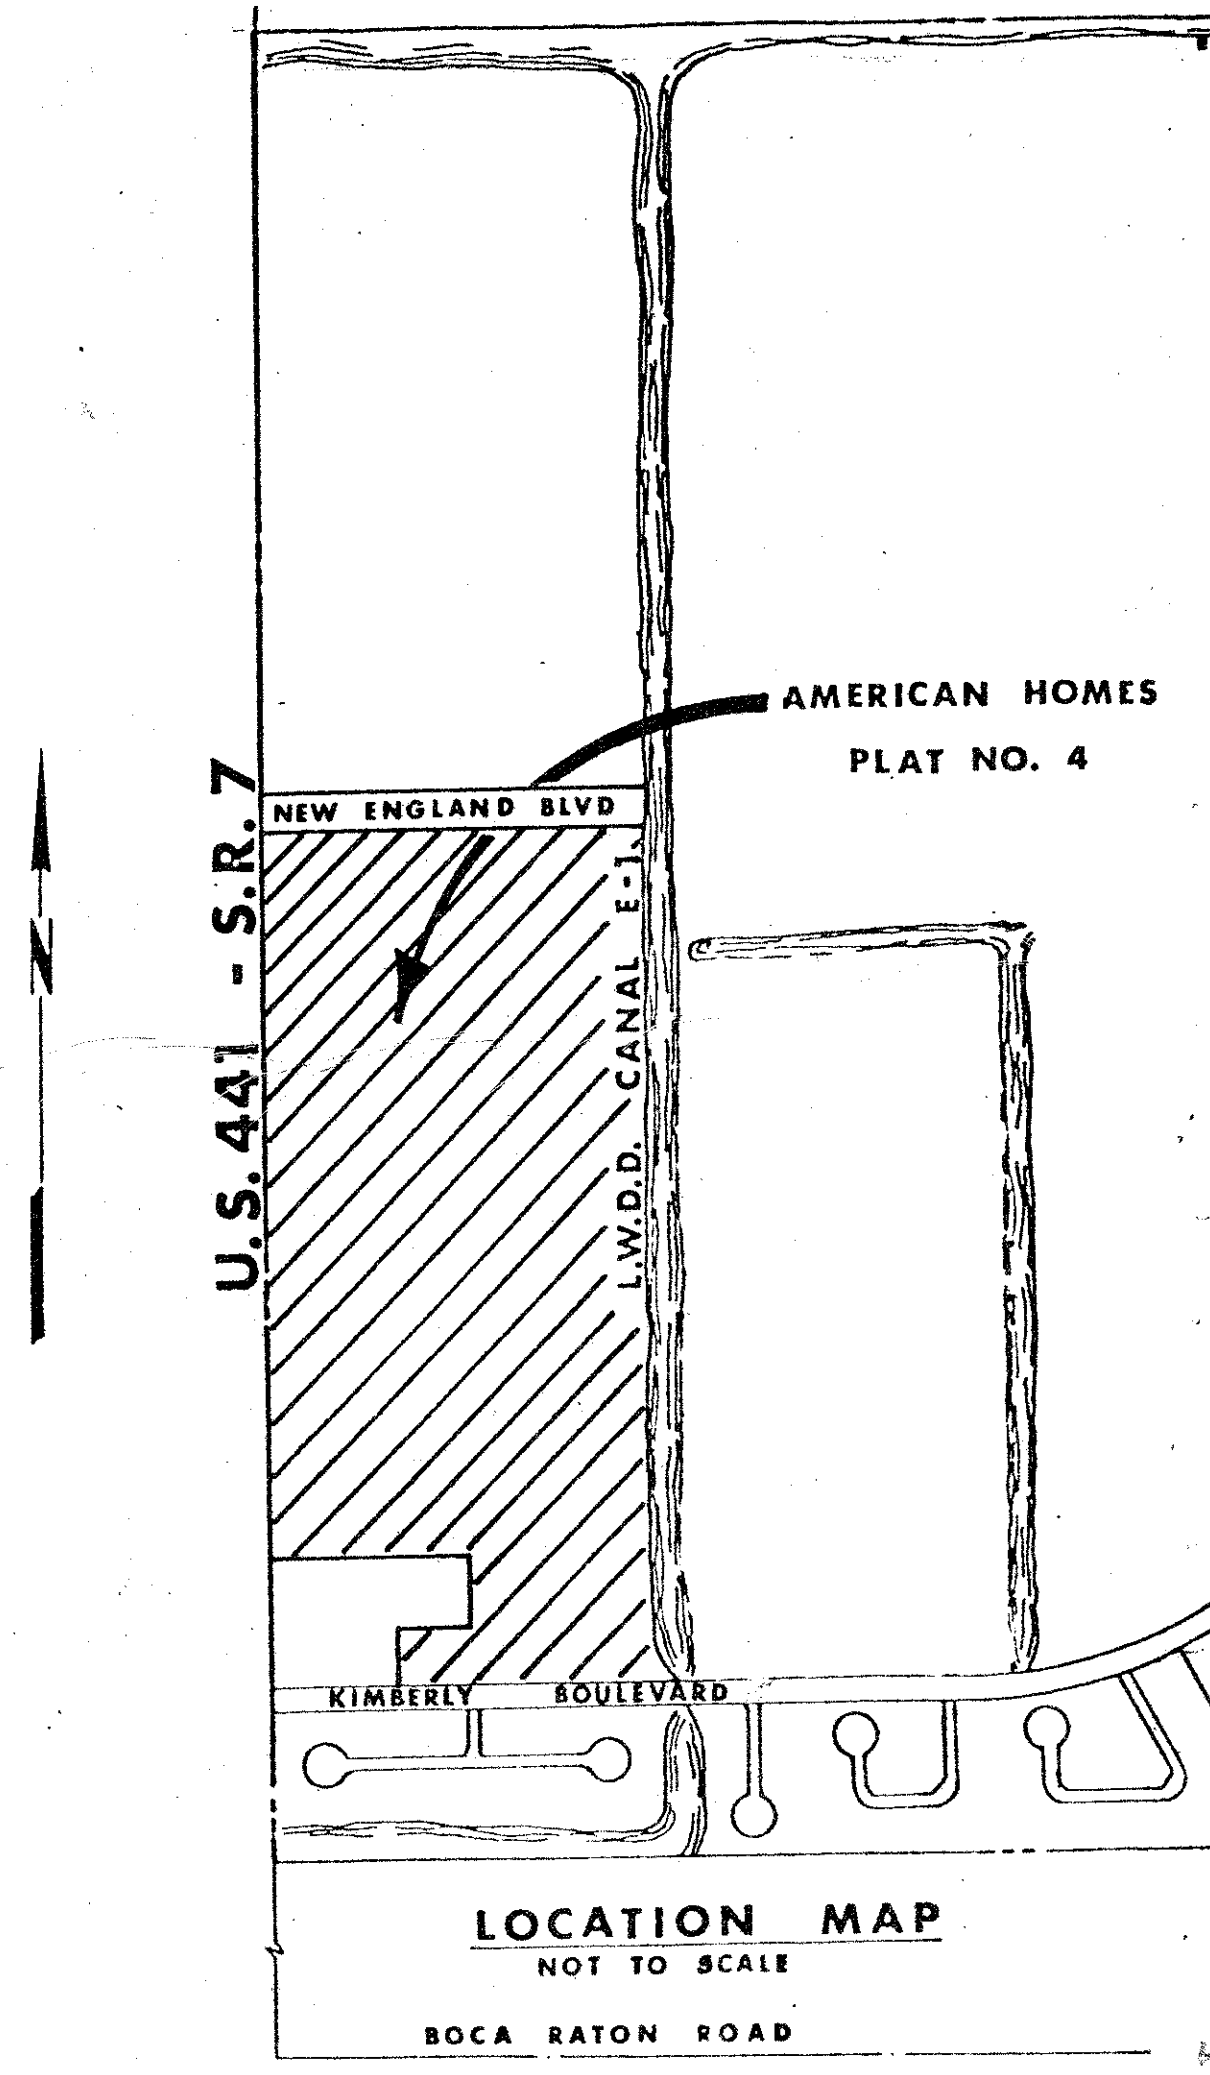 AMERICAN HOMES
PLAT NO. 4
NEW ENGLAND BLVD
U.S. 441 - S.R. 7
L.W.D.D. CANAL E-1
N
KIMBERLY BOULEVARD
LOCATION MAP
NOT TO SCALE
BOCA RATON ROAD